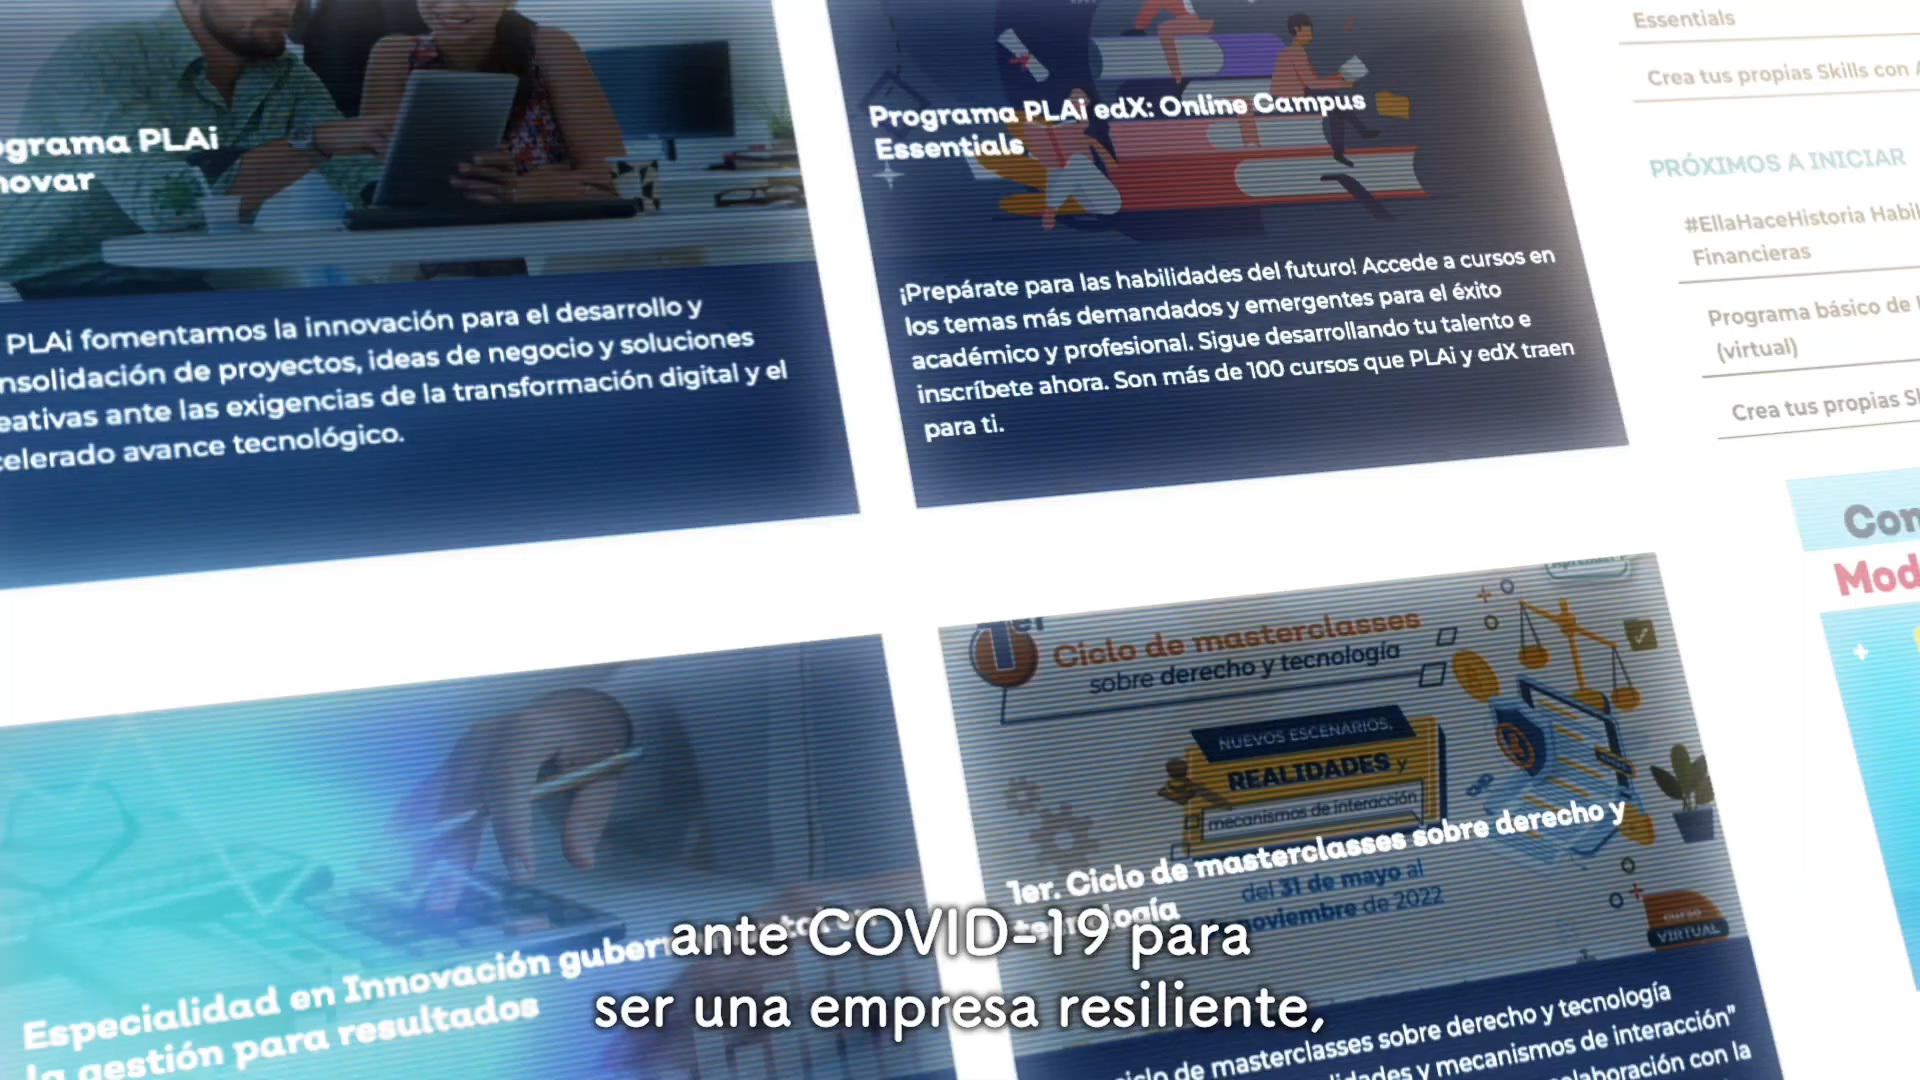 ograma PLAi
novar
PLAi fomentamos la innovación para el desarrollo y
nsolidación de proyectos, ideas de negocio y soluciones
eativas ante las exigencias de la transformación digital y el
celerado avance tecnológico.
Programa PLAi edX: Online Campus
Essentials
¡Prepárate para las habilidades del futuro! Accede a cursos en
los temas más demandados y emergentes para el éxito
académico y profesional. Sigue desarrollando tu talento e
inscríbete ahora. Son más de 100 cursos que PLAi y edX traen
para ti.
Essentials
Crea tus propias Skills con A
PRÓXIMOS A INICIAR
#EllaHaceHistoria Habil
Financieras
Programa básico de
(virtual)
Crea tus propias Sk
Con
Mod
Especialidad en Innovación gubern
la gestión para resultados
1er
Ciclo de masterclasses
sobre derecho y tecnología
NUEVOS ESCENARIOS,
REALIDADES y
mecanismos de interacción
1er. Ciclo de masterclasses sobre derecho y
tecnología
del 31 de mayo al
noviembre de 2022
curso
VIRTUAL
ciclo de masterclasses sobre derecho y tecnología
lidades y mecanismos de interacción"
olaboración con la
ante COVID-19 para
ser una empresa resiliente,